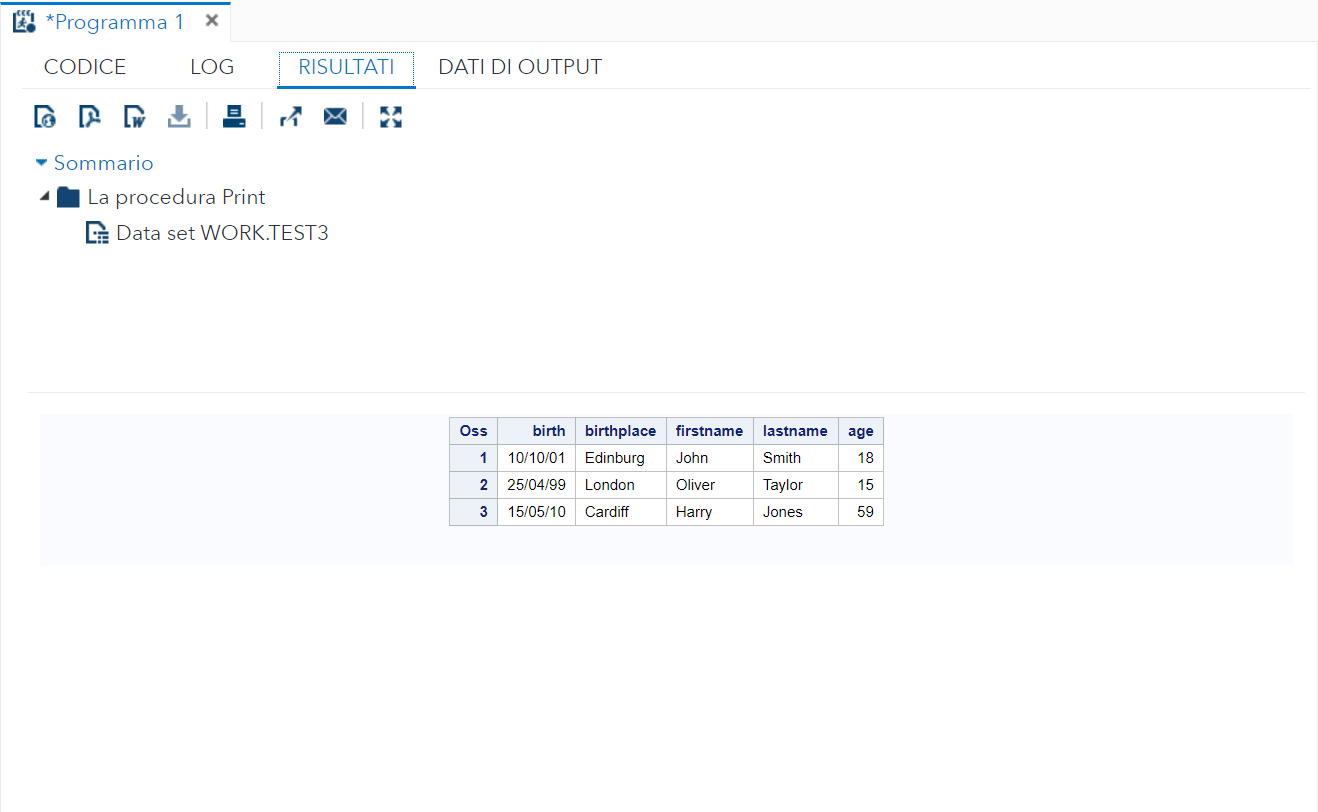 *Programma 1
CODICE LOG RISULTATI DATI DI OUTPUT
Sommario
La procedura Print
Data set WORK.TEST3
Oss birth birthplace firstname lastname age
1 10/10/01 Edinburg John Smith 18
2 25/04/99 London Oliver Taylor 15
3 15/05/10 Cardiff Harry Jones 59